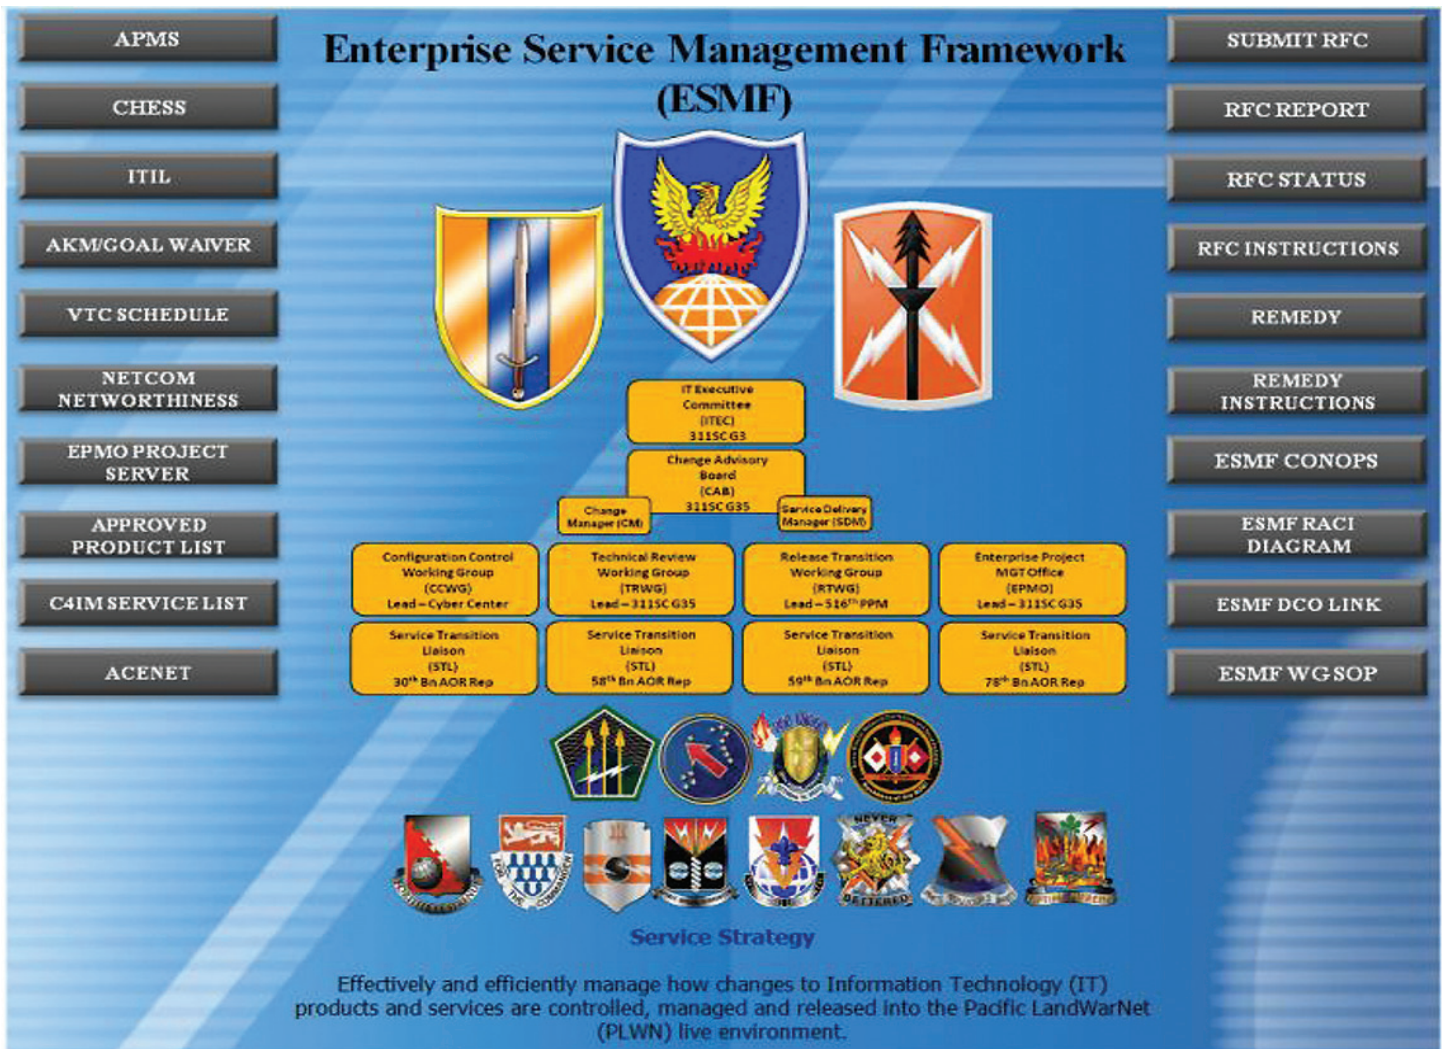 Enterprise Service Management Framework
(ESMF)
APMS
CHESS
ITIL
AKM/GOAL WAIVER
VTC SCHEDULE
NETCOM
NETWORTHINESS
EPMO PROJECT
SERVER
APPROVED
PRODUCT LIST
C4IM SERVICE LIST
ACENET
IT Executive
Committee
(ITEC)
311SC G3
Change Advisory
Board
(CAB)
311SC G35
Change
Manager (CM)
Service Delivery
Manager (SDM)
Configuration Control
Working Group
(CCWG)
Lead – Cyber Center
Technical Review
Working Group
(TRWG)
Lead – 311SC G35
Release Transition
Working Group
(RTWG)
Lead – 516th PPM
Enterprise Project
MGT Office
(EPMO)
Lead – 311SC G35
Service Transition
Liaison
(STL)
30th Bn AOR Rep
Service Transition
Liaison
(STL)
58th Bn AOR Rep
Service Transition
Liaison
(STL)
59th Bn AOR Rep
Service Transition
Liaison
(STL)
78th Bn AOR Rep
FOR THE COMMANDER
NEVER
BETTERED
Service Strategy
Effectively and efficiently manage how changes to Information Technology (IT)
products and services are controlled, managed and released into the Pacific LandWarNet
(PLWN) live environment.
SUBMIT RFC
RFC REPORT
RFC STATUS
RFC INSTRUCTIONS
REMEDY
REMEDY
INSTRUCTIONS
ESMF CONOPS
ESMF RACI
DIAGRAM
ESMF DCO LINK
ESMF WG SOP